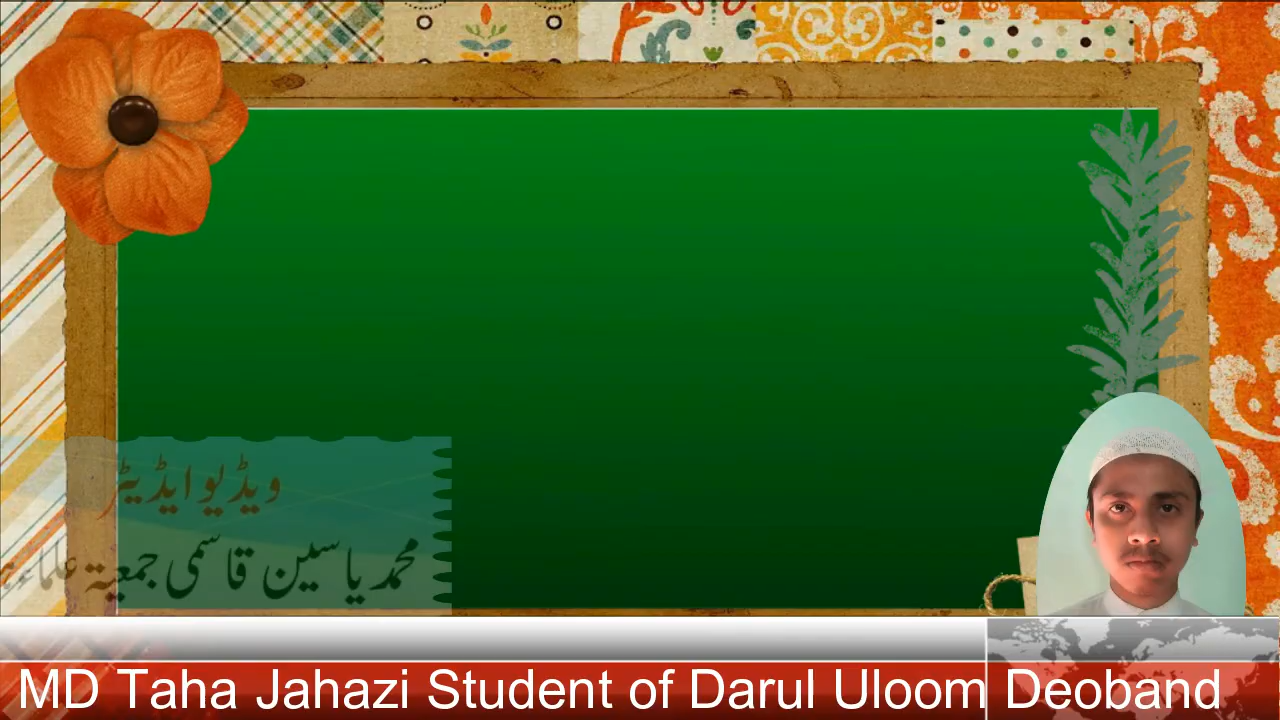 ویڈیو ایڈیٹر
محمد یاسین قاسمی جمعیۃ علماء
MD Taha Jahazi Student of Darul Uloom Deoband